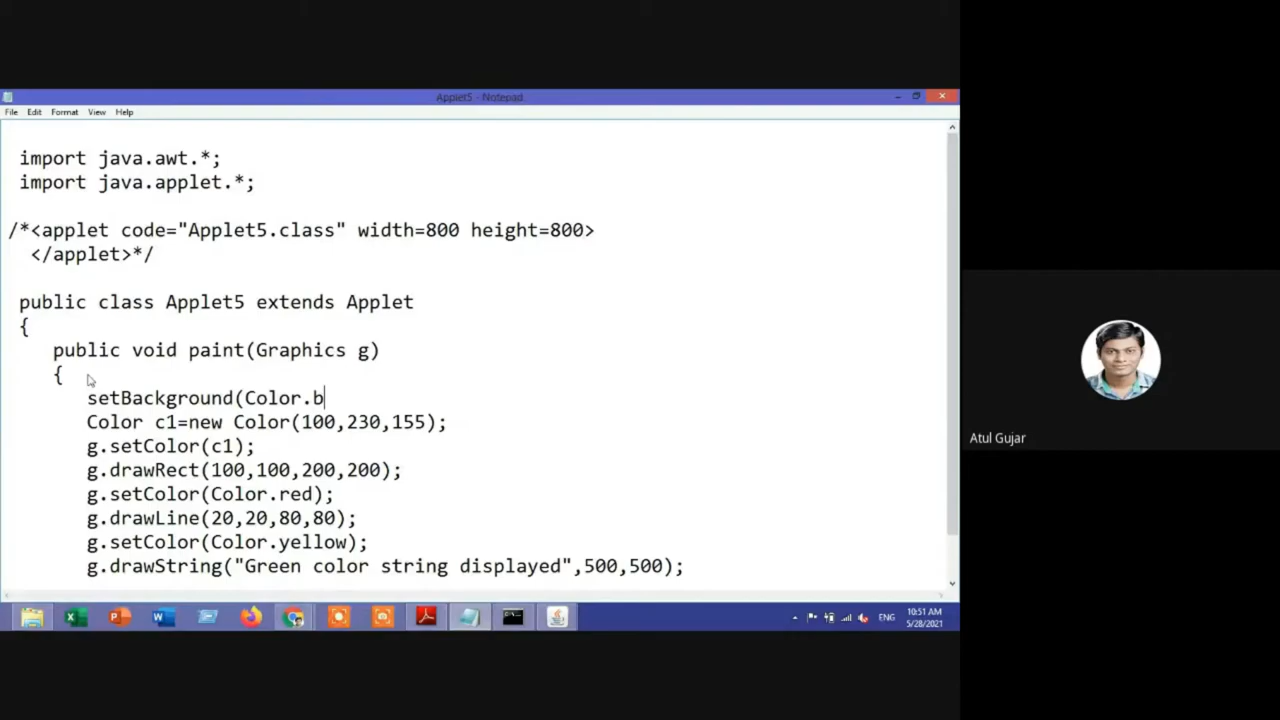 Applet5 - Notepad
File Edit Format View Help
import java.awt.*;
import java.applet.*;
/*<applet code="Applet5.class" width=800 height=800>
</applet>*/
public class Applet5 extends Applet
{
public void paint(Graphics g)
{
setBackground(Color.b
Color c1=new Color(100,230,155);
g.setColor(c1);
g.drawRect(100,100,200,200);
g.setColor(Color.red);
g.drawLine(20,20,80,80);
g.setColor(Color.yellow);
g.drawString("Green color string displayed",500,500);
Atul Gujar
ENG
10:51 AM
5/28/2021